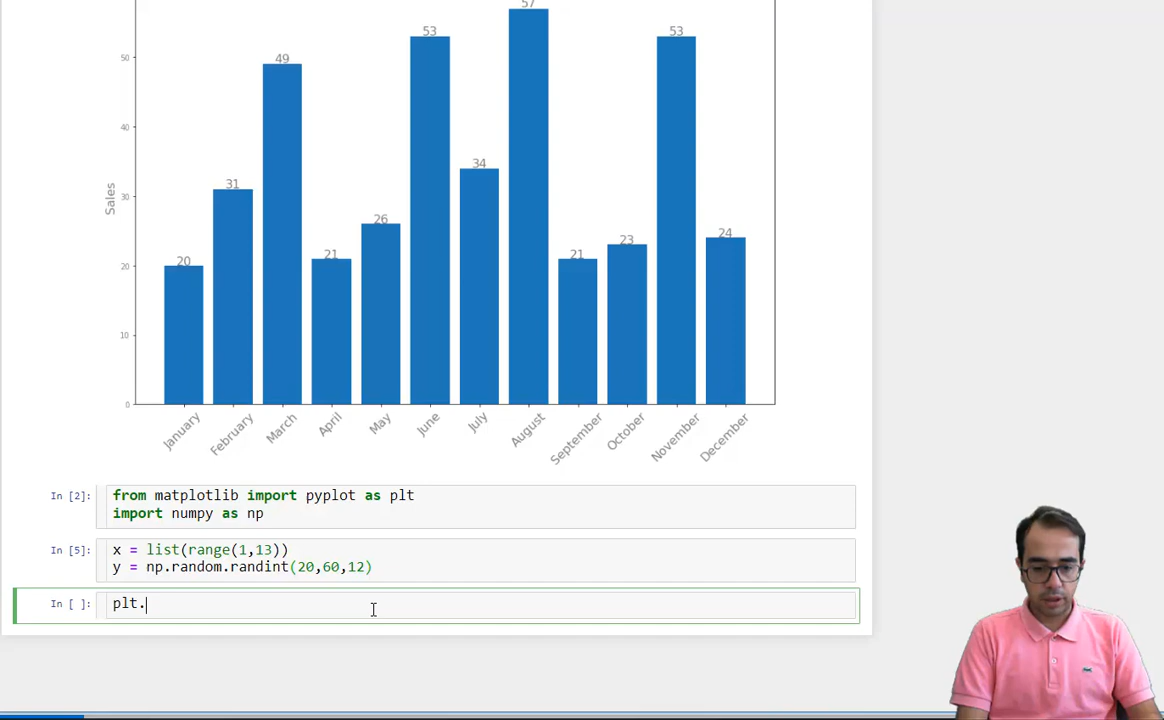 57
53
53
50
49
40
34
31
30
Sales
26
24
23
21
21
20
20
10
0
January
February
March
April
May
June
July
August
September
October
November
December
In [2]:
from matplotlib import pyplot as plt
import numpy as np
In [5]:
x = list(range(1,13))
y = np.random.randint(20,60,12)
In [ ]:
plt.